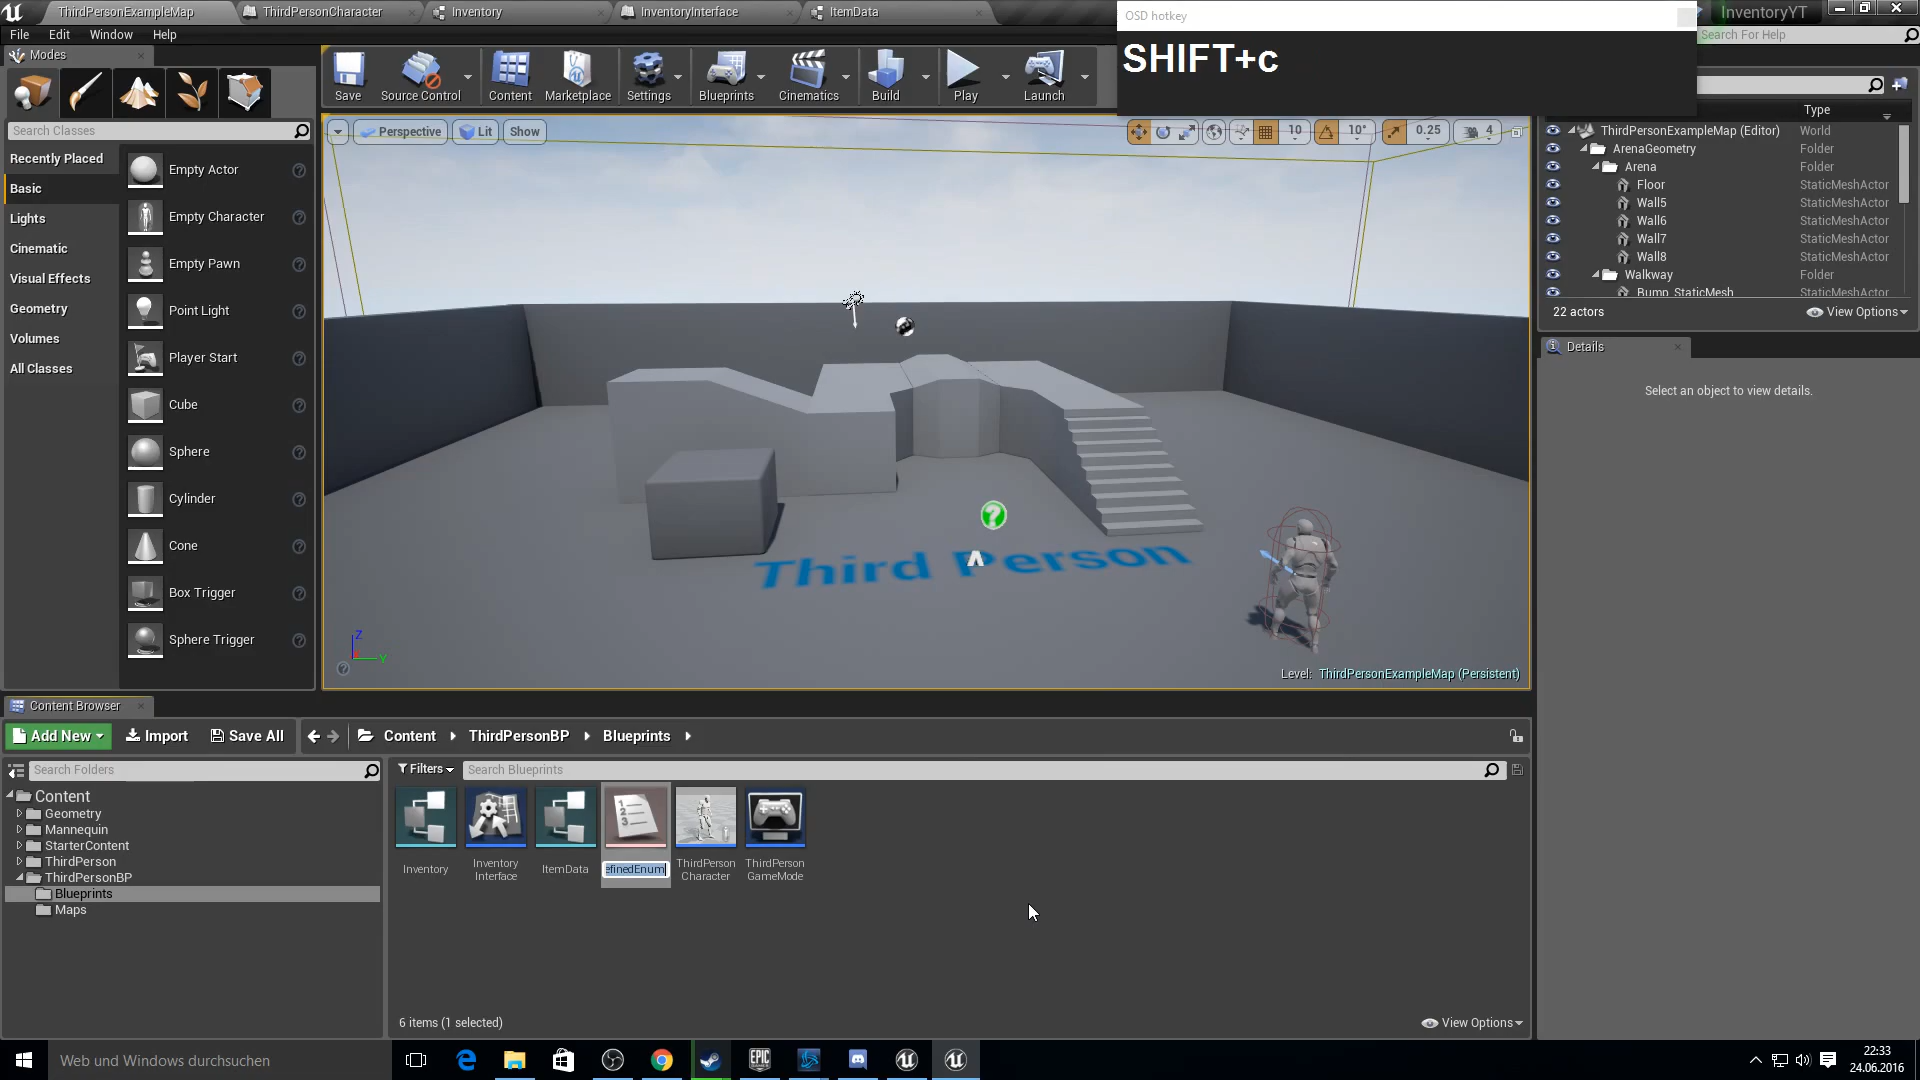 ThirdPersonExampleMap
ThirdPersonCharacter
Inventory
InventoryInterface
ItemData
OSD hotkey
InventoryYT
File
Edit
Window
Help
SHIFT+c
Search For Help
Modes
Save
Source Control
Content
Marketplace
Settings
Blueprints
Cinematics
Build
Play
Launch
Type
Search Classes
Perspective
Lit
Show
10
10°
0.25
4
ThirdPersonExampleMap (Editor)
World
ArenaGeometry
Folder
Arena
Folder
Floor
StaticMeshActor
Wall5
StaticMeshActor
Wall6
StaticMeshActor
Wall7
StaticMeshActor
Wall8
StaticMeshActor
Walkway
Folder
Bump_StaticMesh
StaticMeshActor
22 actors
View Options
Details
Select an object to view details.
Recently Placed
Basic
Lights
Cinematic
Visual Effects
Geometry
Volumes
All Classes
Empty Actor
Empty Character
Empty Pawn
Point Light
Player Start
Cube
Sphere
Cylinder
Cone
Box Trigger
Sphere Trigger
Third Person
Z
Y
Level: ThirdPersonExampleMap (Persistent)
Content Browser
Add New
Import
Save All
Content
ThirdPersonBP
Blueprints
Search Folders
Filters
Search Blueprints
Content
Geometry
Mannequin
StarterContent
ThirdPerson
ThirdPersonBP
Blueprints
Maps
Inventory
Inventory
Interface
ItemData
efinedEnum
ThirdPerson
Character
ThirdPerson
GameMode
6 items (1 selected)
View Options
Web und Windows durchsuchen
EPIC
GAMES
22:33
24.06.2016